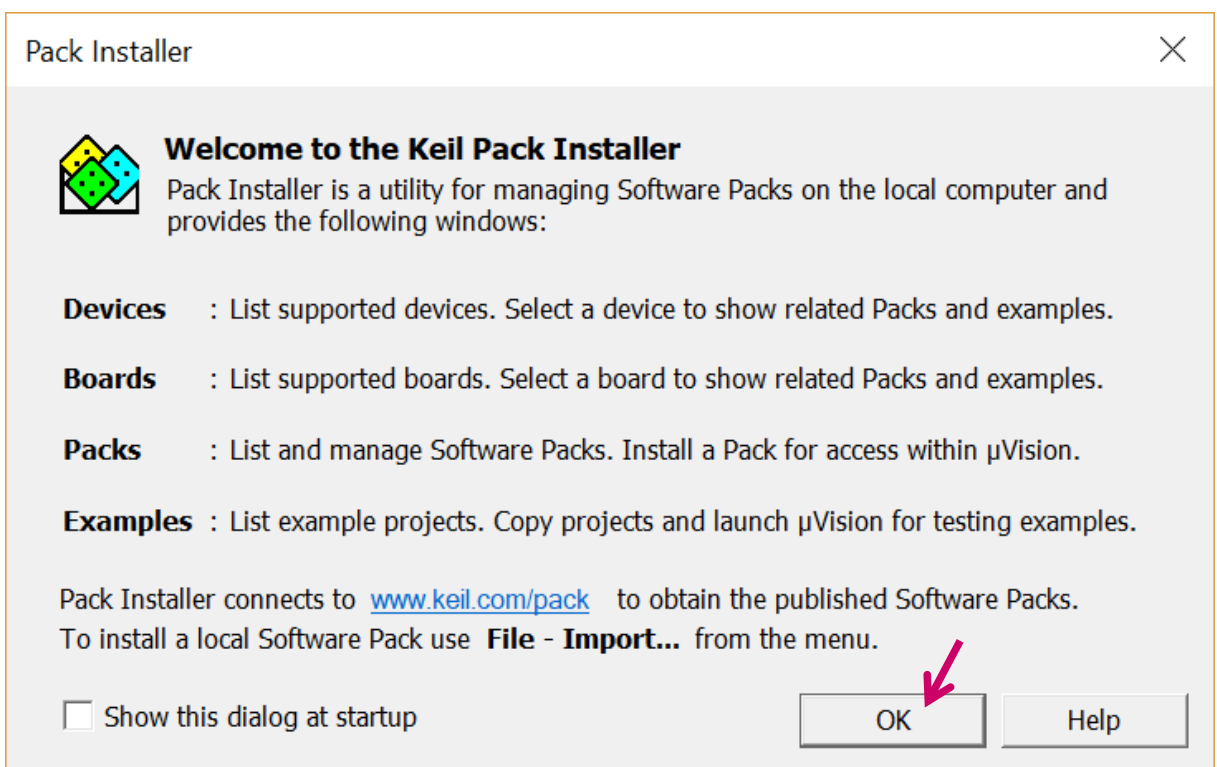 Pack Installer
Welcome to the Keil Pack Installer
Pack Installer is a utility for managing Software Packs on the local computer and
provides the following windows:
Devices : List supported devices. Select a device to show related Packs and examples.
Boards : List supported boards. Select a board to show related Packs and examples.
Packs : List and manage Software Packs. Install a Pack for access within µVision.
Examples : List example projects. Copy projects and launch µVision for testing examples.
Pack Installer connects to www.keil.com/pack to obtain the published Software Packs.
To install a local Software Pack use File - Import... from the menu.
Show this dialog at startup OK Help